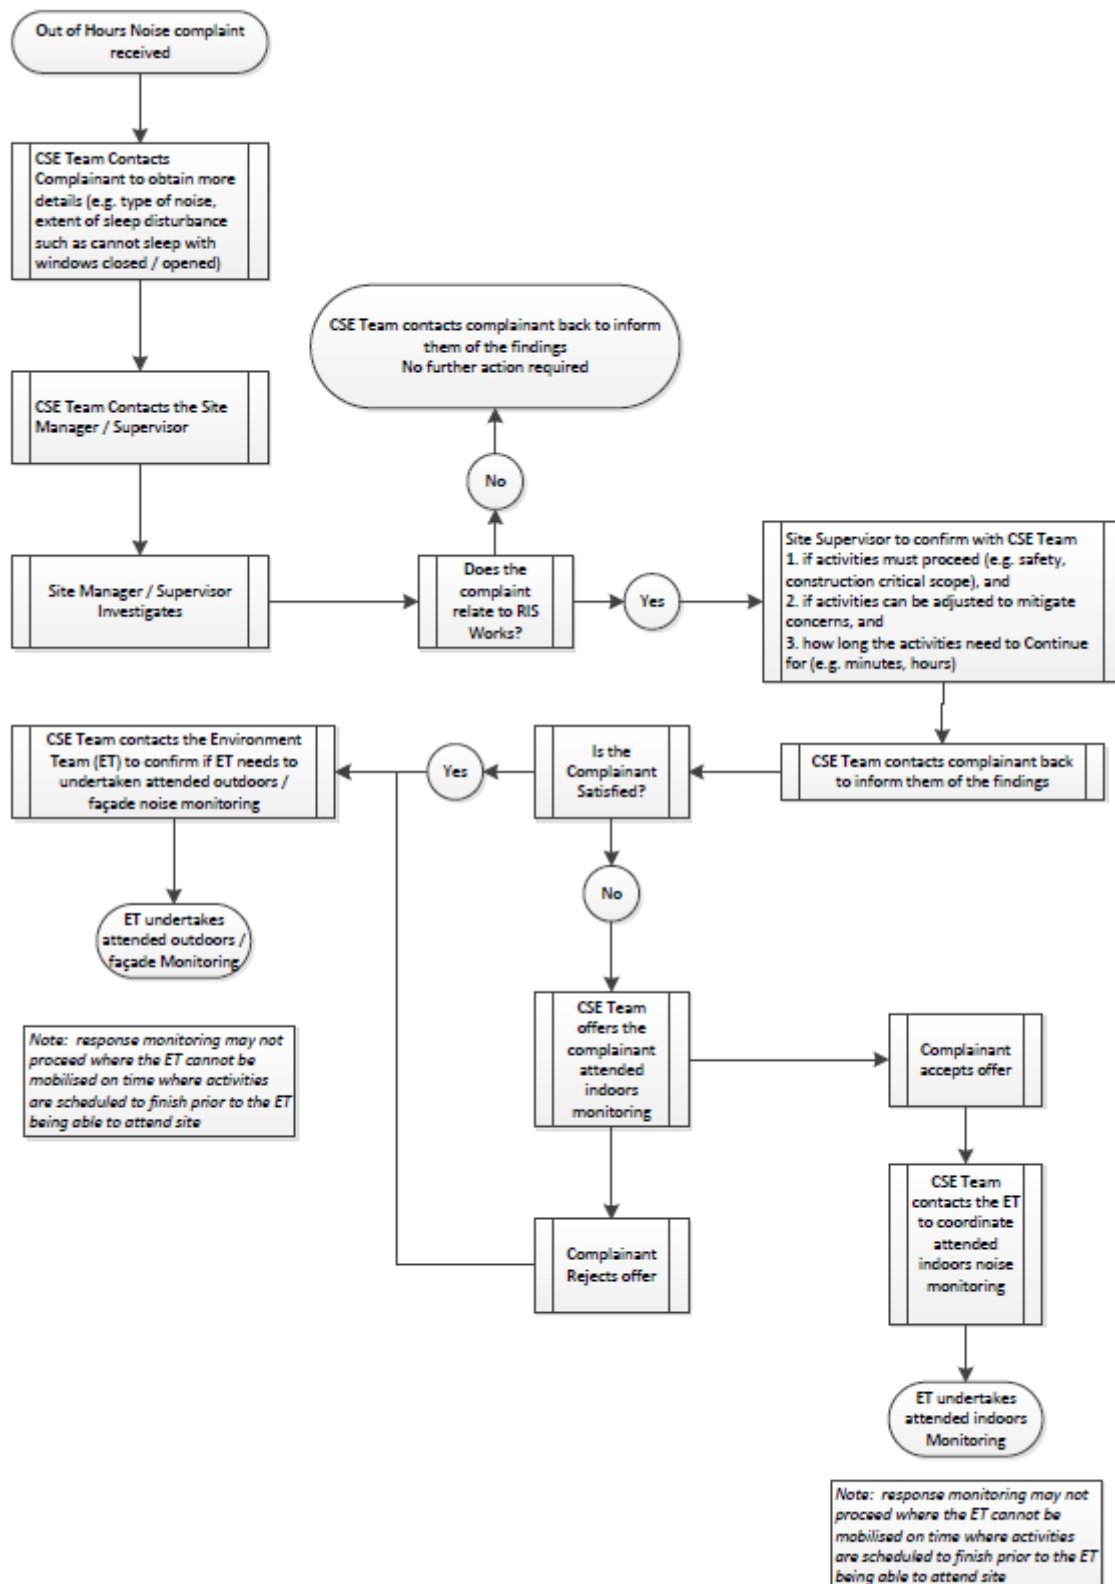 Out of Hours Noise complaint
received
CSE Team Contacts
Complainant to obtain more
details (e.g. type of noise,
extent of sleep disturbance
such as cannot sleep with
windows closed / opened)
CSE Team contacts complainant back to inform
them of the findings
No further action required
CSE Team Contacts the Site
Manager / Supervisor
No
Site Manager / Supervisor
Investigates
Does the
complaint
relate to RIS
Works?
Yes
Site Supervisor to confirm with CSE Team
1. if activities must proceed (e.g. safety,
construction critical scope), and
2. if activities can be adjusted to mitigate
concerns, and
3. how long the activities need to Continue
for (e.g. minutes, hours)
CSE Team contacts the Environment
Team (ET) to confirm if ET needs to
undertaken attended outdoors /
façade noise monitoring
Yes
Is the
Complainant
Satisfied?
CSE Team contacts complainant back
to inform them of the findings
No
ET undertakes
attended outdoors /
façade Monitoring
Note:  response monitoring may not
proceed where the ET cannot be
mobilised on time where activities
are scheduled to finish prior to the ET
being able to attend site
CSE Team
offers the
complainant
attended
indoors
monitoring
Complainant
accepts offer
Complainant
Rejects offer
CSE Team
contacts the ET
to coordinate
attended
indoors noise
monitoring
ET undertakes
attended indoors
Monitoring
Note:  response monitoring may not
proceed where the ET cannot be
mobilised on time where activities
are scheduled to finish prior to the ET
being able to attend site